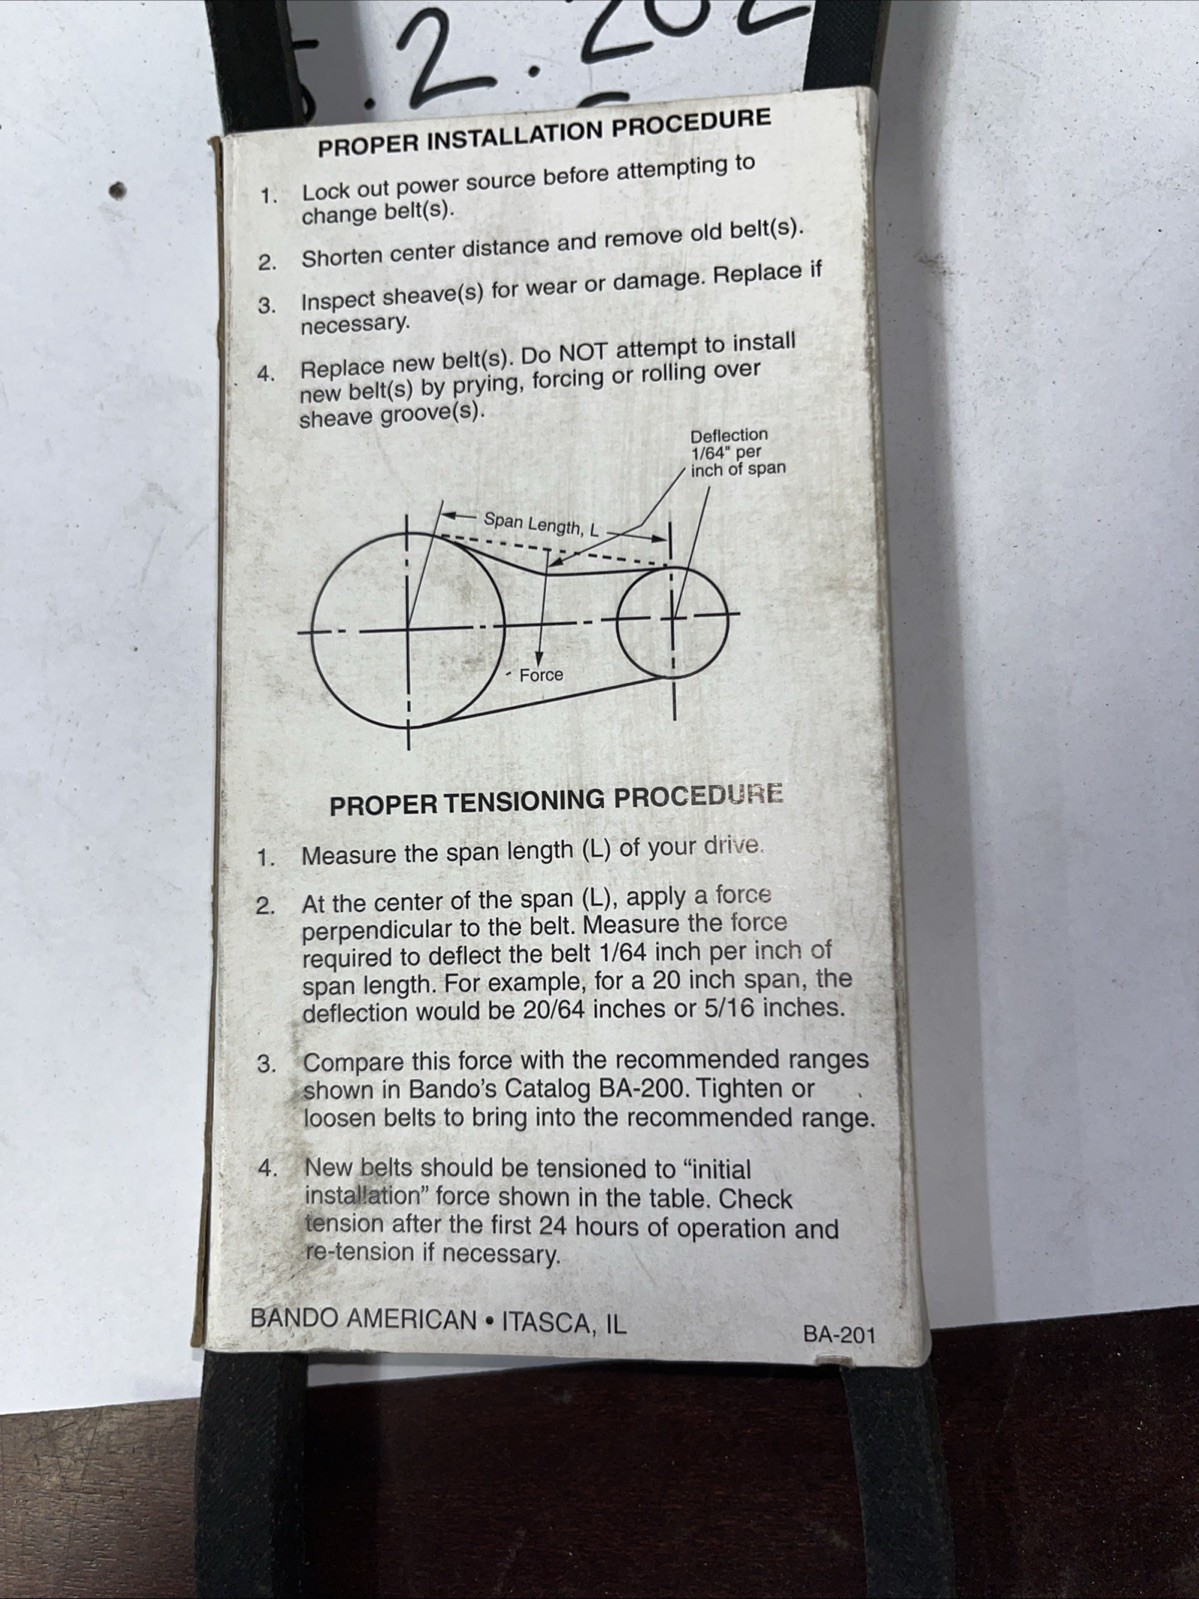 .2.202
PROPER INSTALLATION PROCEDURE
1. Lock out power source before attempting to
change belt(s).
2. Shorten center distance and remove old belt(s).
3. Inspect sheave(s) for wear or damage. Replace if
necessary.
4. Replace new belt(s). Do NOT attempt to install
new belt(s) by prying, forcing or rolling over
sheave groove(s).
Deflection
1/64" per
inch of span
Span Length, L
Force
PROPER TENSIONING PROCEDURE
1. Measure the span length (L) of your drive.
2. At the center of the span (L), apply a force
perpendicular to the belt. Measure the force
required to deflect the belt 1/64 inch per inch of
span length. For example, for a 20 inch span, the
deflection would be 20/64 inches or 5/16 inches.
3. Compare this force with the recommended ranges
shown in Bando's Catalog BA-200. Tighten or
loosen belts to bring into the recommended range.
4. New belts should be tensioned to “initial
installation” force shown in the table. Check
tension after the first 24 hours of operation and
re-tension if necessary.
BANDO AMERICAN • ITASCA, IL
BA-201